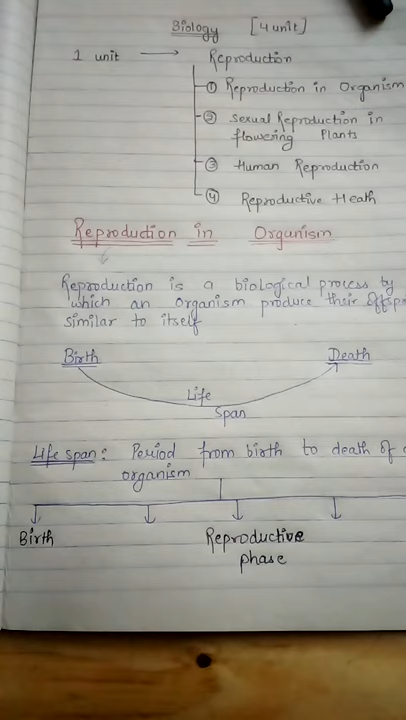 Biology [4 unit]
1 unit → Reproduction
① Reproduction in Organism
② Sexual Reproduction in
flowering Plants
③ Human Reproduction
④ Reproductive Heath
Reproduction in Organism
Reproduction is a biological process by
which an organism produce their offsp
similar to itself
Birth Death
Life
Span
Life span: Period from birth to death of
organism
Birth Reproductive
phase